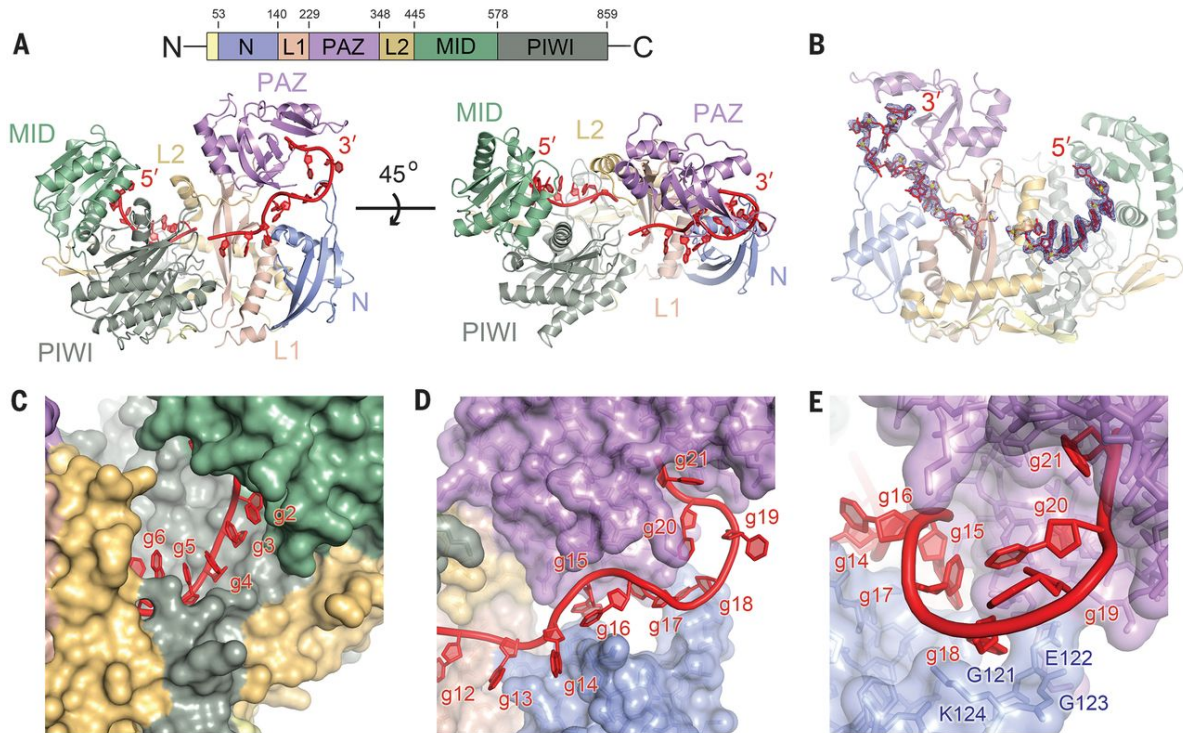 53 140 229 348 445 578 859
A
N N L1 PAZ L2 MID PIWI C
PAZ
MID
5′
L2
3′
N
L1
PIWI
45o
MID
5′
L2
PAZ
3′
N
L1
PIWI
B
3′
5′
C
g2
g3
g4
g5
g6
D
g21
g20
g19
g15
g18
g16
g17
g14
g13
g12
E
g21
g16
g20
g15
g14
g17
g19
g18
G121
E122
K124
G123